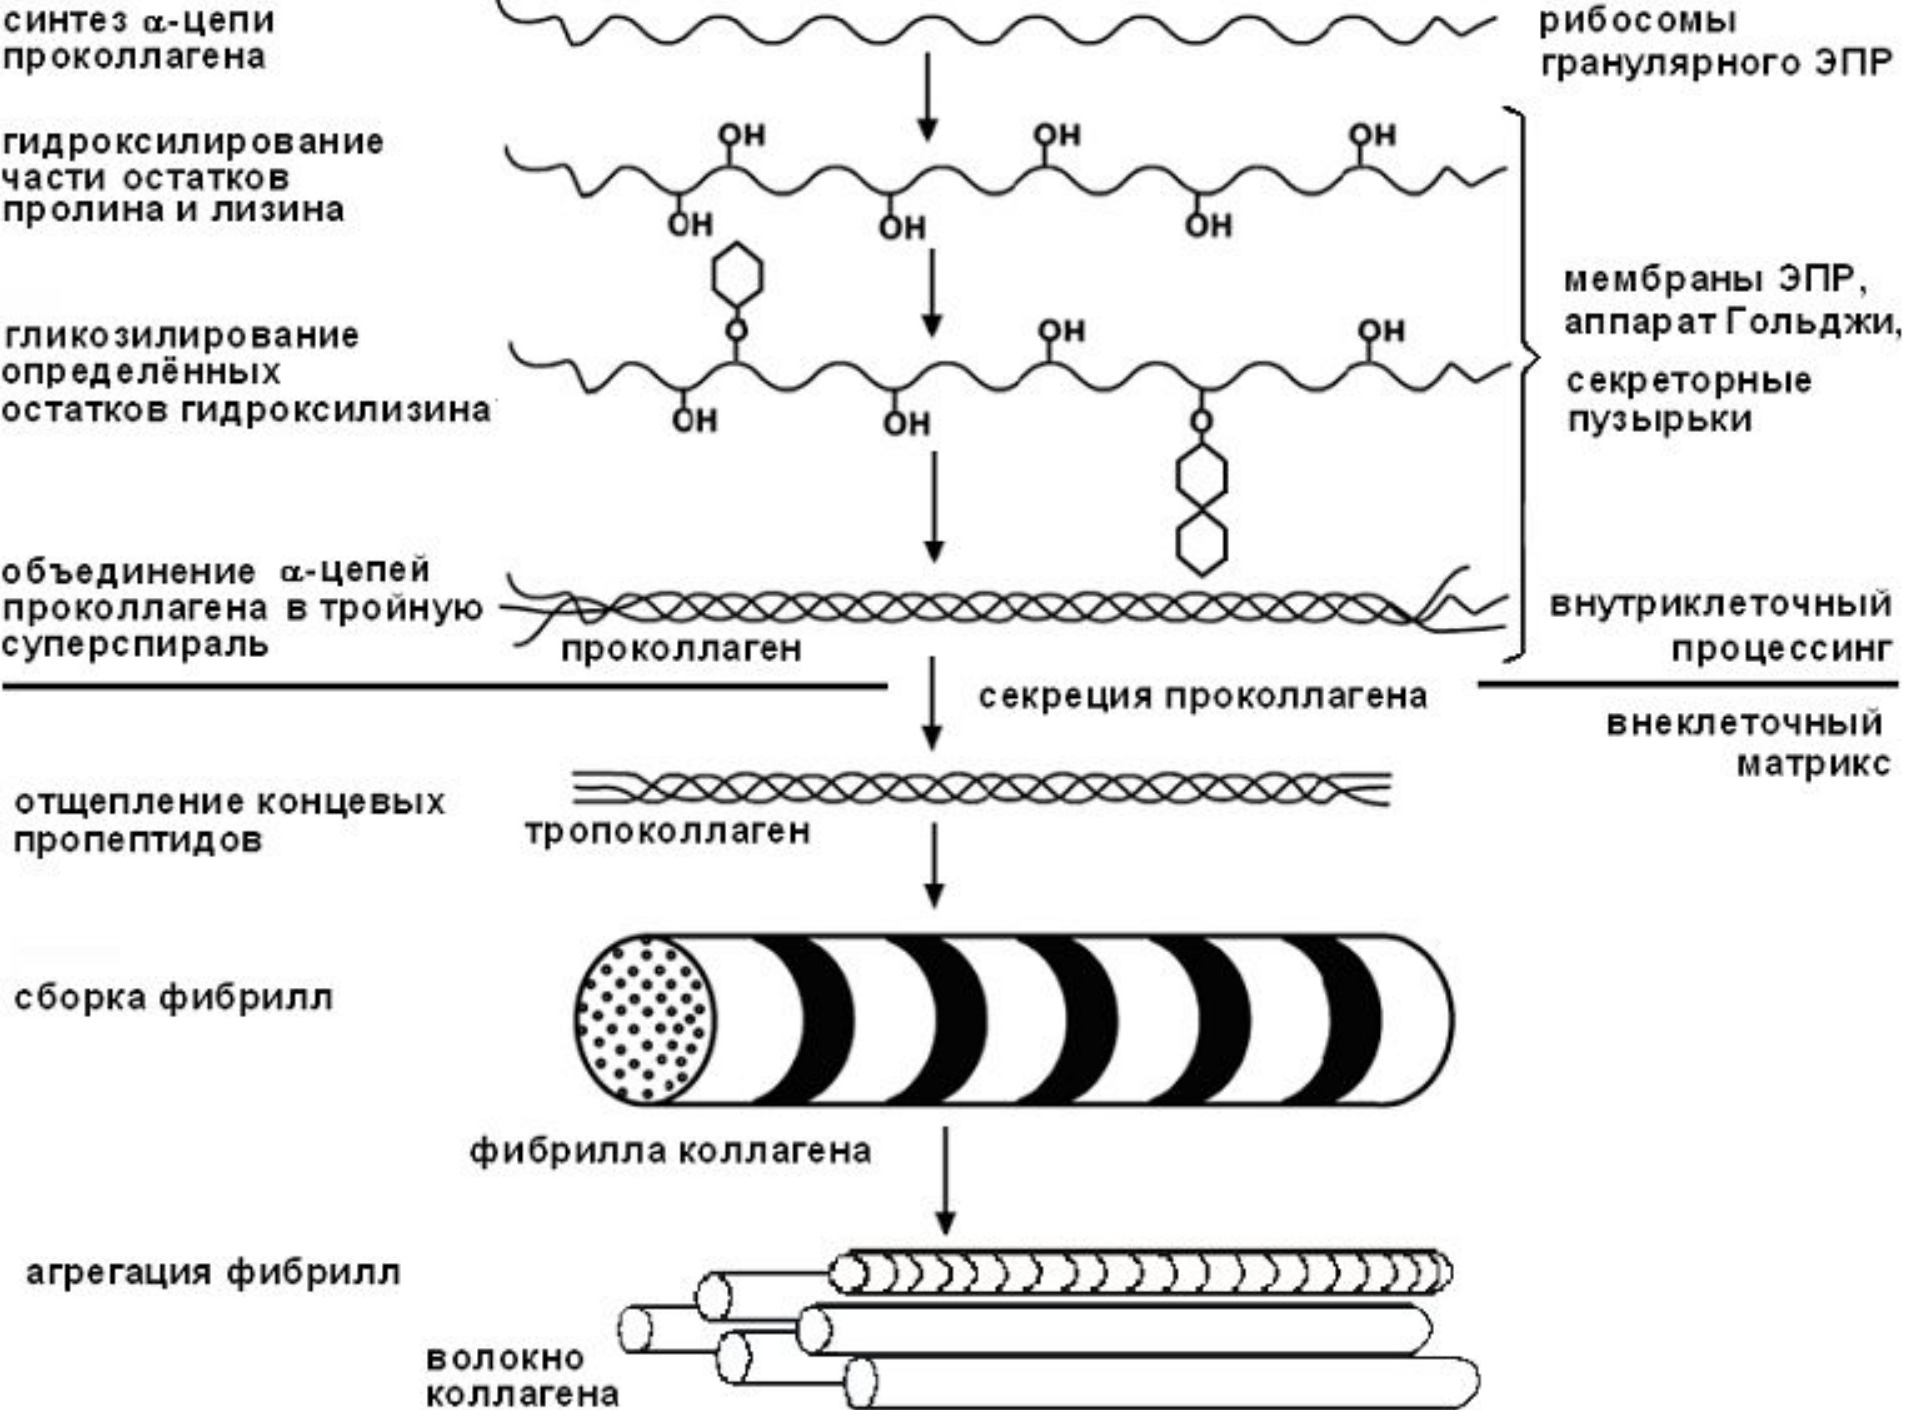 синтез α-цепи
проколлагена
рибосомы
гранулярного ЭПР
гидроксилирование
части остатков
пролина и лизина
OH
OH
OH
OH
OH
OH
гликозилирование
определённых
остатков гидроксилизина
O
OH
OH
OH
OH
O
мембраны ЭПР,
аппарат Гольджи,
секреторные
пузырьки
объединение α-цепей
проколлагена в тройную
суперспираль
проколлаген
внутриклеточный
процессинг
секреция проколлагена
внеклеточный
матрикс
отщепление концевых
пропептидов
тропоколлаген
сборка фибрилл
фибрилла коллагена
агрегация фибрилл
волокно
коллагена